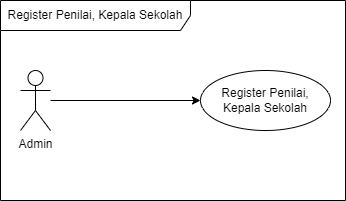 Register Penilai, Kepala Sekolah
Register Penilai,
Kepala Sekolah
Admin